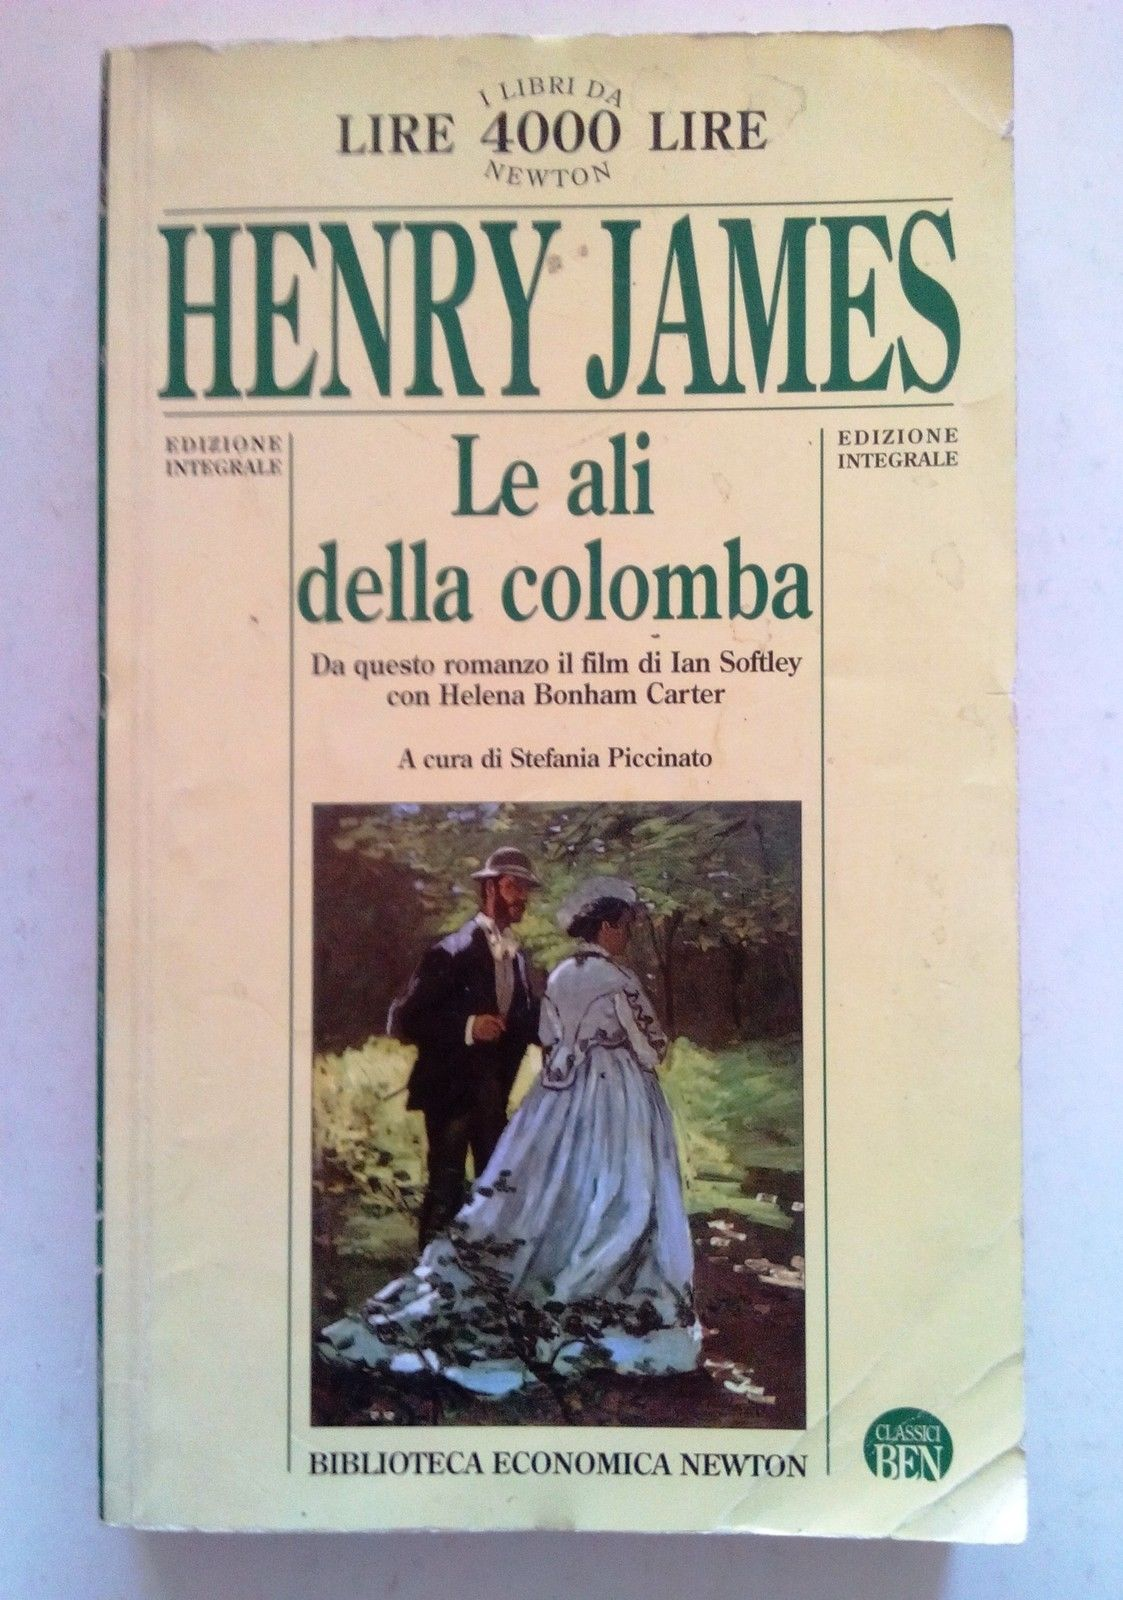 I LIBRI DA
LIRE 4000 LIRE
NEWTON
HENRY JAMES
EDIZIONE
INTEGRALE
Le ali
della colomba
EDIZIONE
INTEGRALE
Da questo romanzo il film di Ian Softley
con Helena Bonham Carter
A cura di Stefania Piccinato
BIBLIOTECA ECONOMICA NEWTON
CLASSICI
BEN